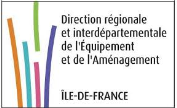 Direction régionale
et interdépartementale
de l'Équipement
et de l'Aménagement
ÎLE-DE-FRANCE